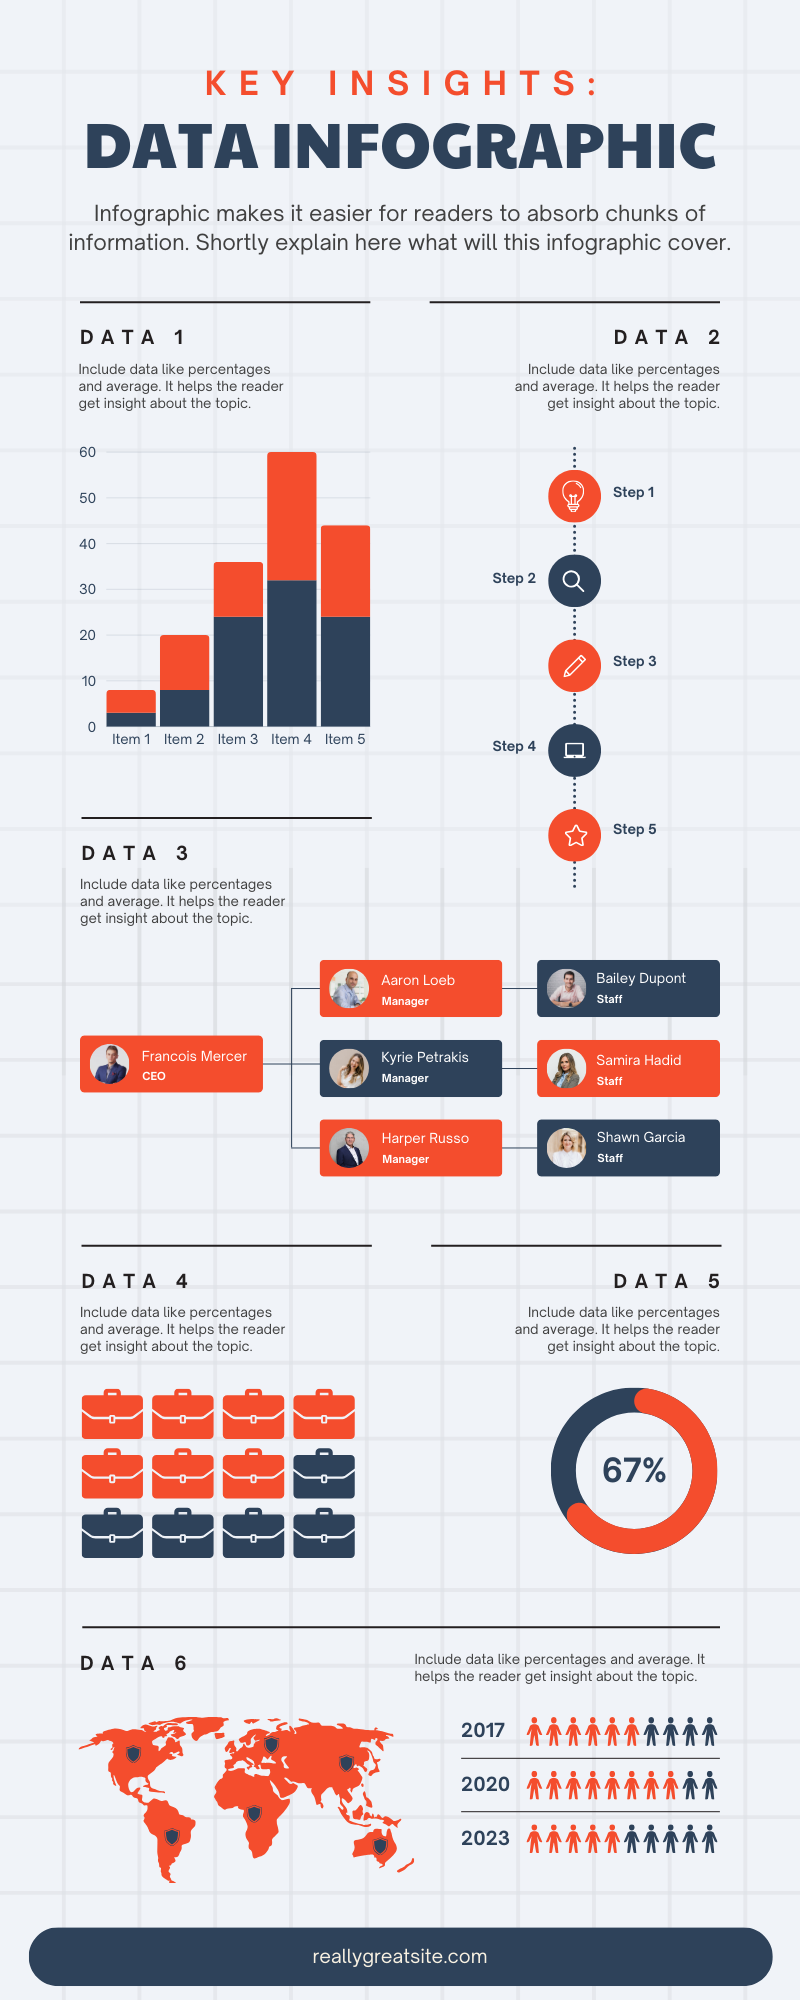 KEY INSIGHTS:
DATA INFOGRAPHIC
Infographic makes it easier for readers to absorb chunks of
information. Shortly explain here what will this infographic cover.
DATA 1
Include data like percentages
and average. It helps the reader
get insight about the topic.
60
50
40
30
20
10
0
Item 1 Item 2 Item 3 Item 4 Item 5
DATA 2
Include data like percentages
and average. It helps the reader
get insight about the topic.
Step 1
Step 2
Step 3
Step 4
Step 5
DATA 3
Include data like percentages
and average. It helps the reader
get insight about the topic.
Francois Mercer
CEO
Aaron Loeb
Manager
Bailey Dupont
Staff
Kyrie Petrakis
Manager
Samira Hadid
Staff
Harper Russo
Manager
Shawn Garcia
Staff
DATA 4
Include data like percentages
and average. It helps the reader
get insight about the topic.
DATA 5
Include data like percentages
and average. It helps the reader
get insight about the topic.
67%
DATA 6
Include data like percentages and average. It
helps the reader get insight about the topic.
2017
2020
2023
reallygreatsite.com